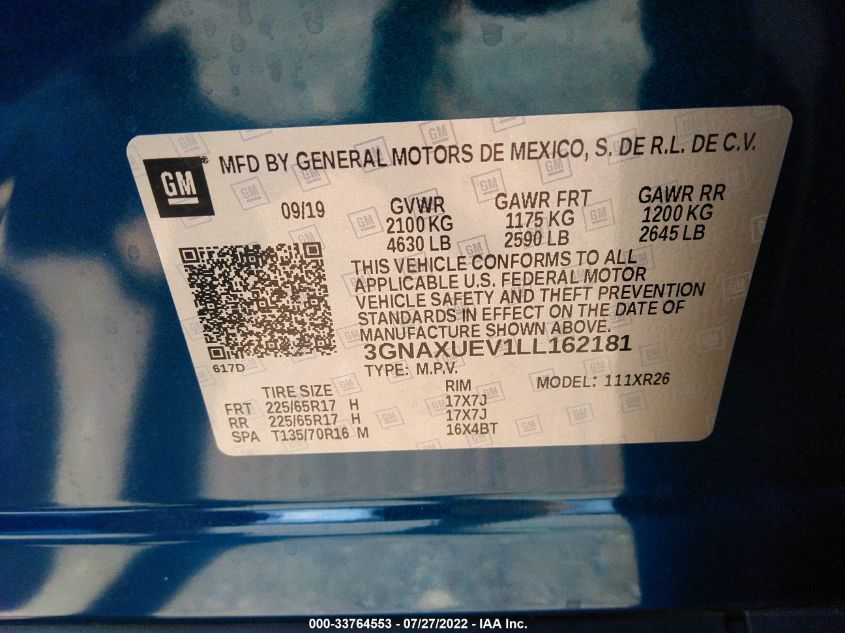 GM
MFD BY GENERAL MOTORS DE MEXICO, S. DE R.L. DE C.V.
09/19 GVWR GAWR FRT GAWR RR
2100 KG 1175 KG 1200 KG
4630 LB 2590 LB 2645 LB
THIS VEHICLE CONFORMS TO ALL
APPLICABLE U.S. FEDERAL MOTOR
VEHICLE SAFETY AND THEFT PREVENTION
STANDARDS IN EFFECT ON THE DATE OF
MANUFACTURE SHOWN ABOVE.
617D
3GNAXUEV1LL162181
TYPE: M.P.V. MODEL: 111XR26
TIRE SIZE RIM
FRT 225/65R17 H 17X7J
RR 225/65R17 H 17X7J
SPA T135/70R16 M 16X4BT
000-33764553 - 07/27/2022 - IAA Inc.